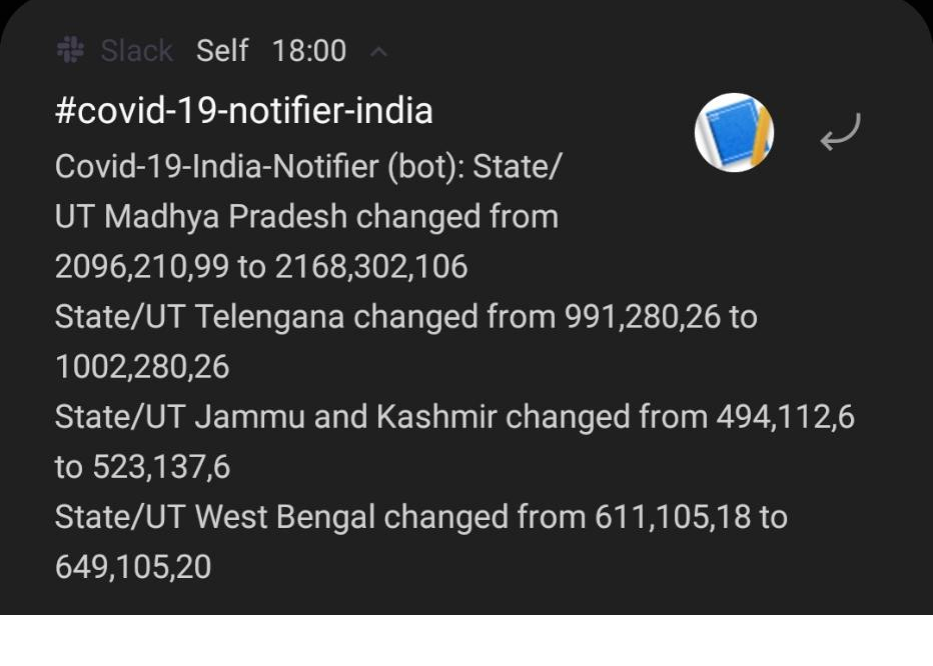 Slack Self 18:00
#covid-19-notifier-india
Covid-19-India-Notifier (bot): State/
UT Madhya Pradesh changed from
2096,210,99 to 2168,302,106
State/UT Telengana changed from 991,280,26 to
1002,280,26
State/UT Jammu and Kashmir changed from 494,112,6
to 523,137,6
State/UT West Bengal changed from 611,105,18 to
649,105,20